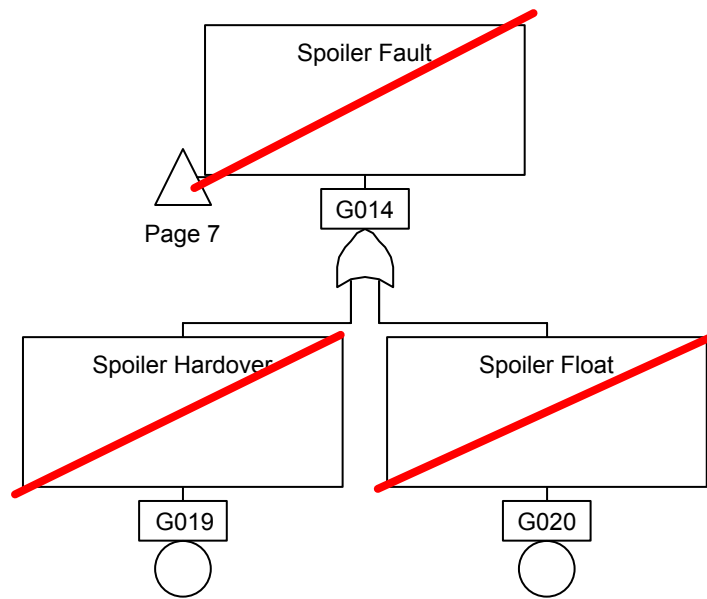 Spoiler Fault
Page 7
G014
Spoiler Hardover
Spoiler Float
G019
G020